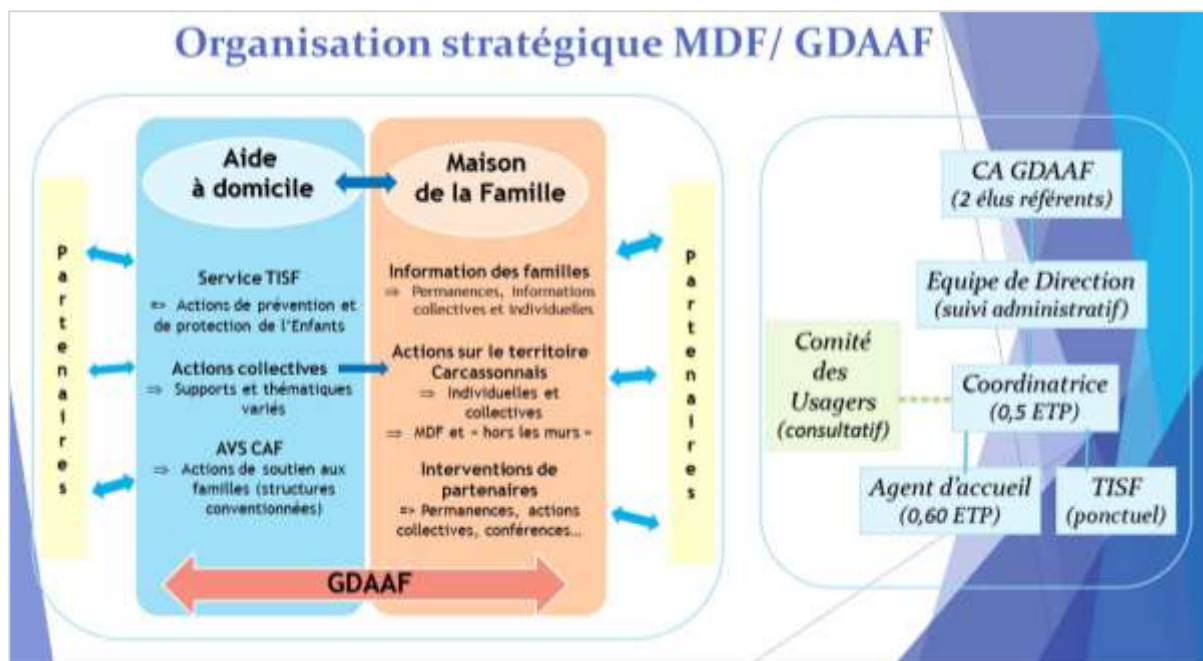 Organisation stratégique MDF/ GDAAF
Partenaires
Aide
à domicile
Service TISF
=> Actions de prévention et
de protection de l'Enfants
Actions collectives
⇒ Supports et thématiques
variés
AVS CAF
⇒ Actions de soutien aux
familles (structures
conventionnées)
Maison
de la Famille
Information des familles
⇒ Permanences, informations
collectives et individuelles
Actions sur le territoire
Carcassonnais
⇒ Individuelles et
collectives
⇒ MDF et « hors les murs »
Interventions de
partenaires
=> Permanences, actions
collectives, conférences…
GDAAF
Partenaires
CA GDAAF
(2 élus référents)
Equipe de Direction
(suivi administratif)
Comité
des
Usagers
(consultatif)
Coordinatrice
(0,5 ETP)
Agent d'accueil
(0,60 ETP)
TISF
(ponctuel)